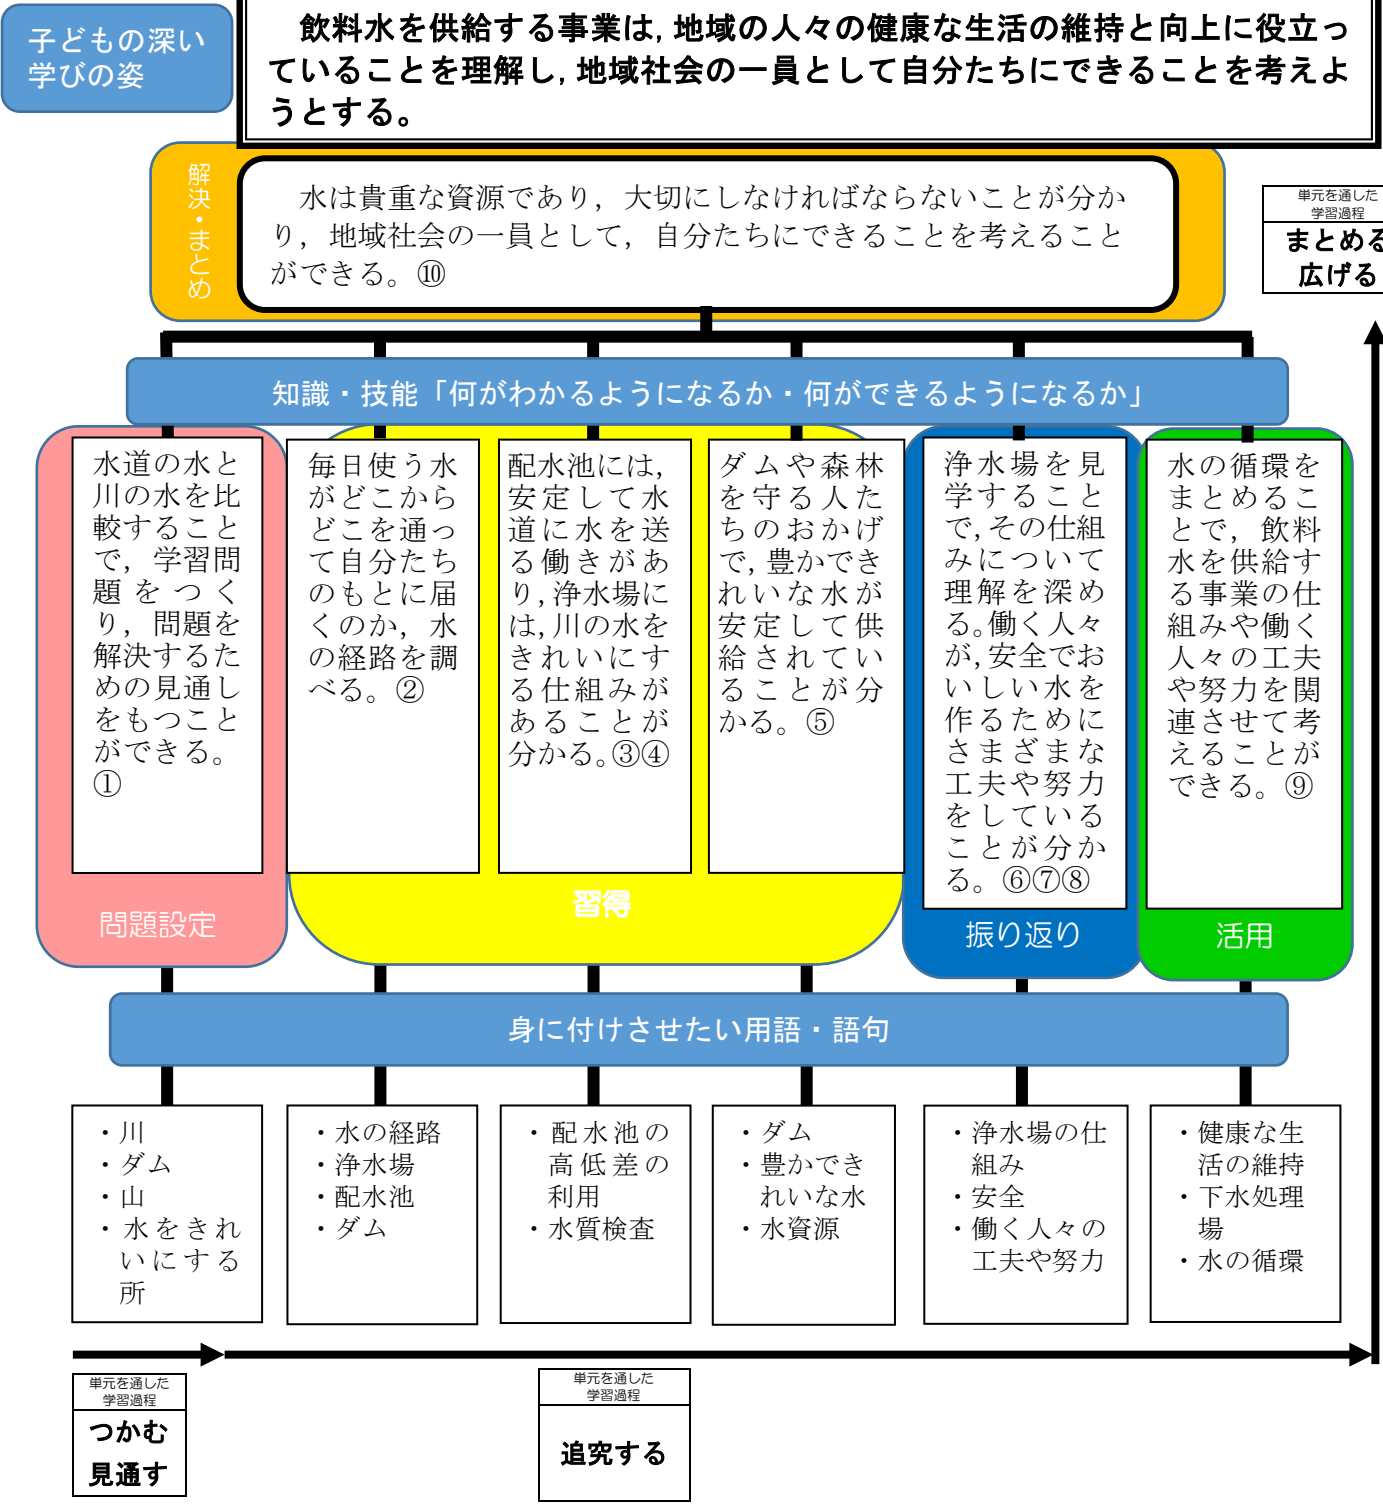 子どもの深い
学びの姿
飲料水を供給する事業は,地域の人々の健康な生活の維持と向上に役立っ
ていることを理解し,地域社会の一員として自分たちにできることを考えよ
うとする。
解決・まとめ
水は貴重な資源であり，大切にしなければならないことが分か
り，地域社会の一員として，自分たちにできることを考えること
ができる。⑩
単元を通した
学習過程
まとめる
広げる
知識・技能「何がわかるようになるか・何ができるようになるか」
水道の水と
川の水を比
較すること
で，学習問
題をつく
り，問題を
解決するた
めの見通し
をもつこと
ができる。
①
毎日使う水
がどこから
どこを通っ
て自分たち
のもとに届
くのか，水
の経路を調
べる。②
配水池には,
安定して水
道に水を送
る働きがあ
り,浄水場に
は,川の水を
きれいにす
る仕組みが
あることが
分かる。③④
ダムや森林
を守る人た
ちのおかげ
で,豊かでき
れいな水が
安定して供
給されてい
ることが分
かる。⑤
浄水場を見
学すること
で,その仕組
みについて
理解を深め
る。働く人々
が,安全でお
いしい水を
作るために
さまざまな
工夫や努力
をしている
ことが分か
る。⑥⑦⑧
水の循環を
まとめるこ
とで，飲料
水を供給す
る事業の仕
組みや働く
人々の工夫
や努力を関
連させて考
えることが
できる。⑨
問題設定
習得
振り返り
活用
身に付けさせたい用語・語句
・川
・ダム
・山
・水をきれ
いにする
所
・水の経路
・浄水場
・配水池
・ダム
・配水池の
高低差の
利用
・水質検査
・ダム
・豊かでき
れいな水
・水資源
・浄水場の仕
組み
・安全
・働く人々の
工夫や努力
・健康な生
活の維持
・下水処理
場
・水の循環
単元を通した
学習過程
つかむ
見通す
単元を通した
学習過程
追究する